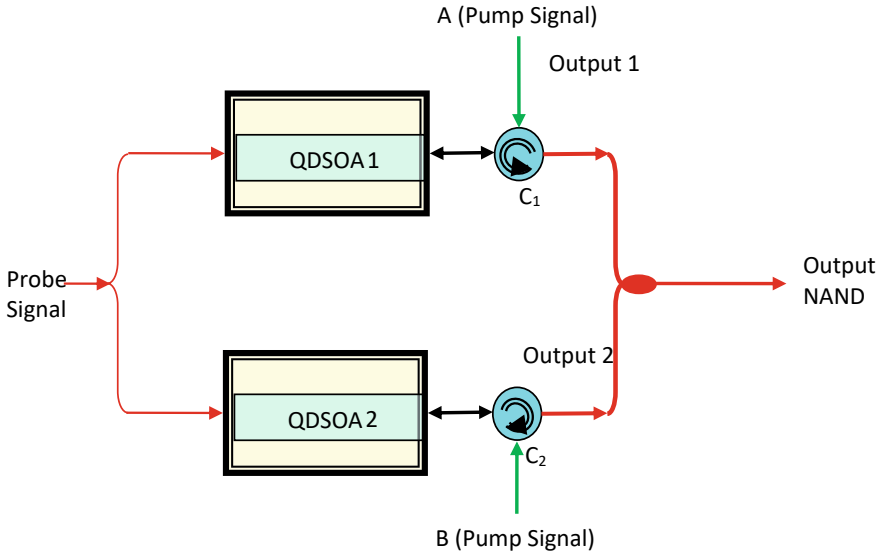 A (Pump Signal)
Output 1
QDSOA 1
C₁
Probe
Signal
Output
NAND
Output 2
QDSOA 2
C₂
B (Pump Signal)